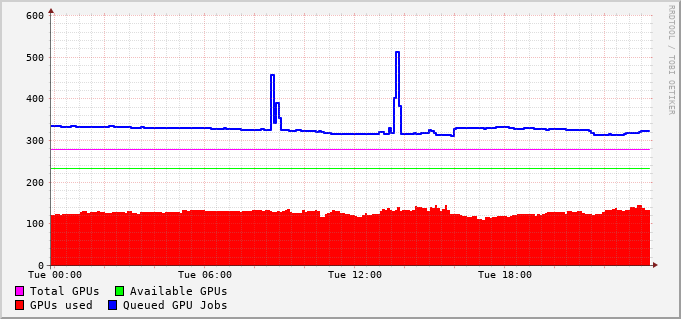 600
500
400
300
200
100
0
Tue 00:00 Tue 06:00 Tue 12:00 Tue 18:00
Total GPUs Available GPUs
GPUs used Queued GPU Jobs
RRDTOOL / TOBI OETIKER